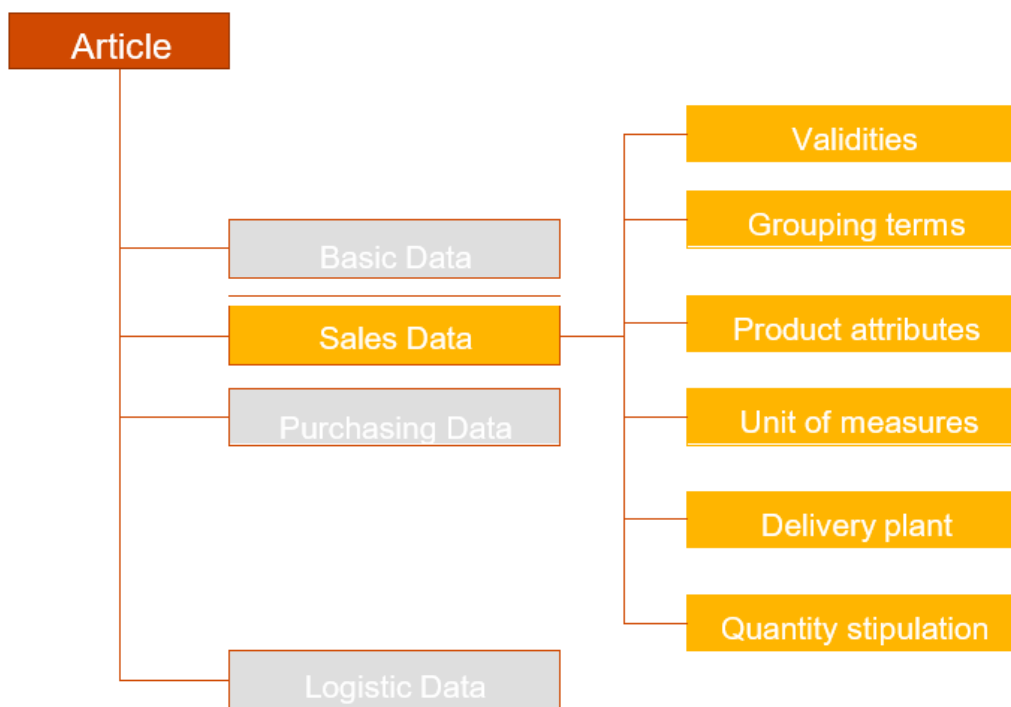 Article
Basic Data
Sales Data
Purchasing Data
Logistic Data
Validities
Grouping terms
Product attributes
Unit of measures
Delivery plant
Quantity stipulation